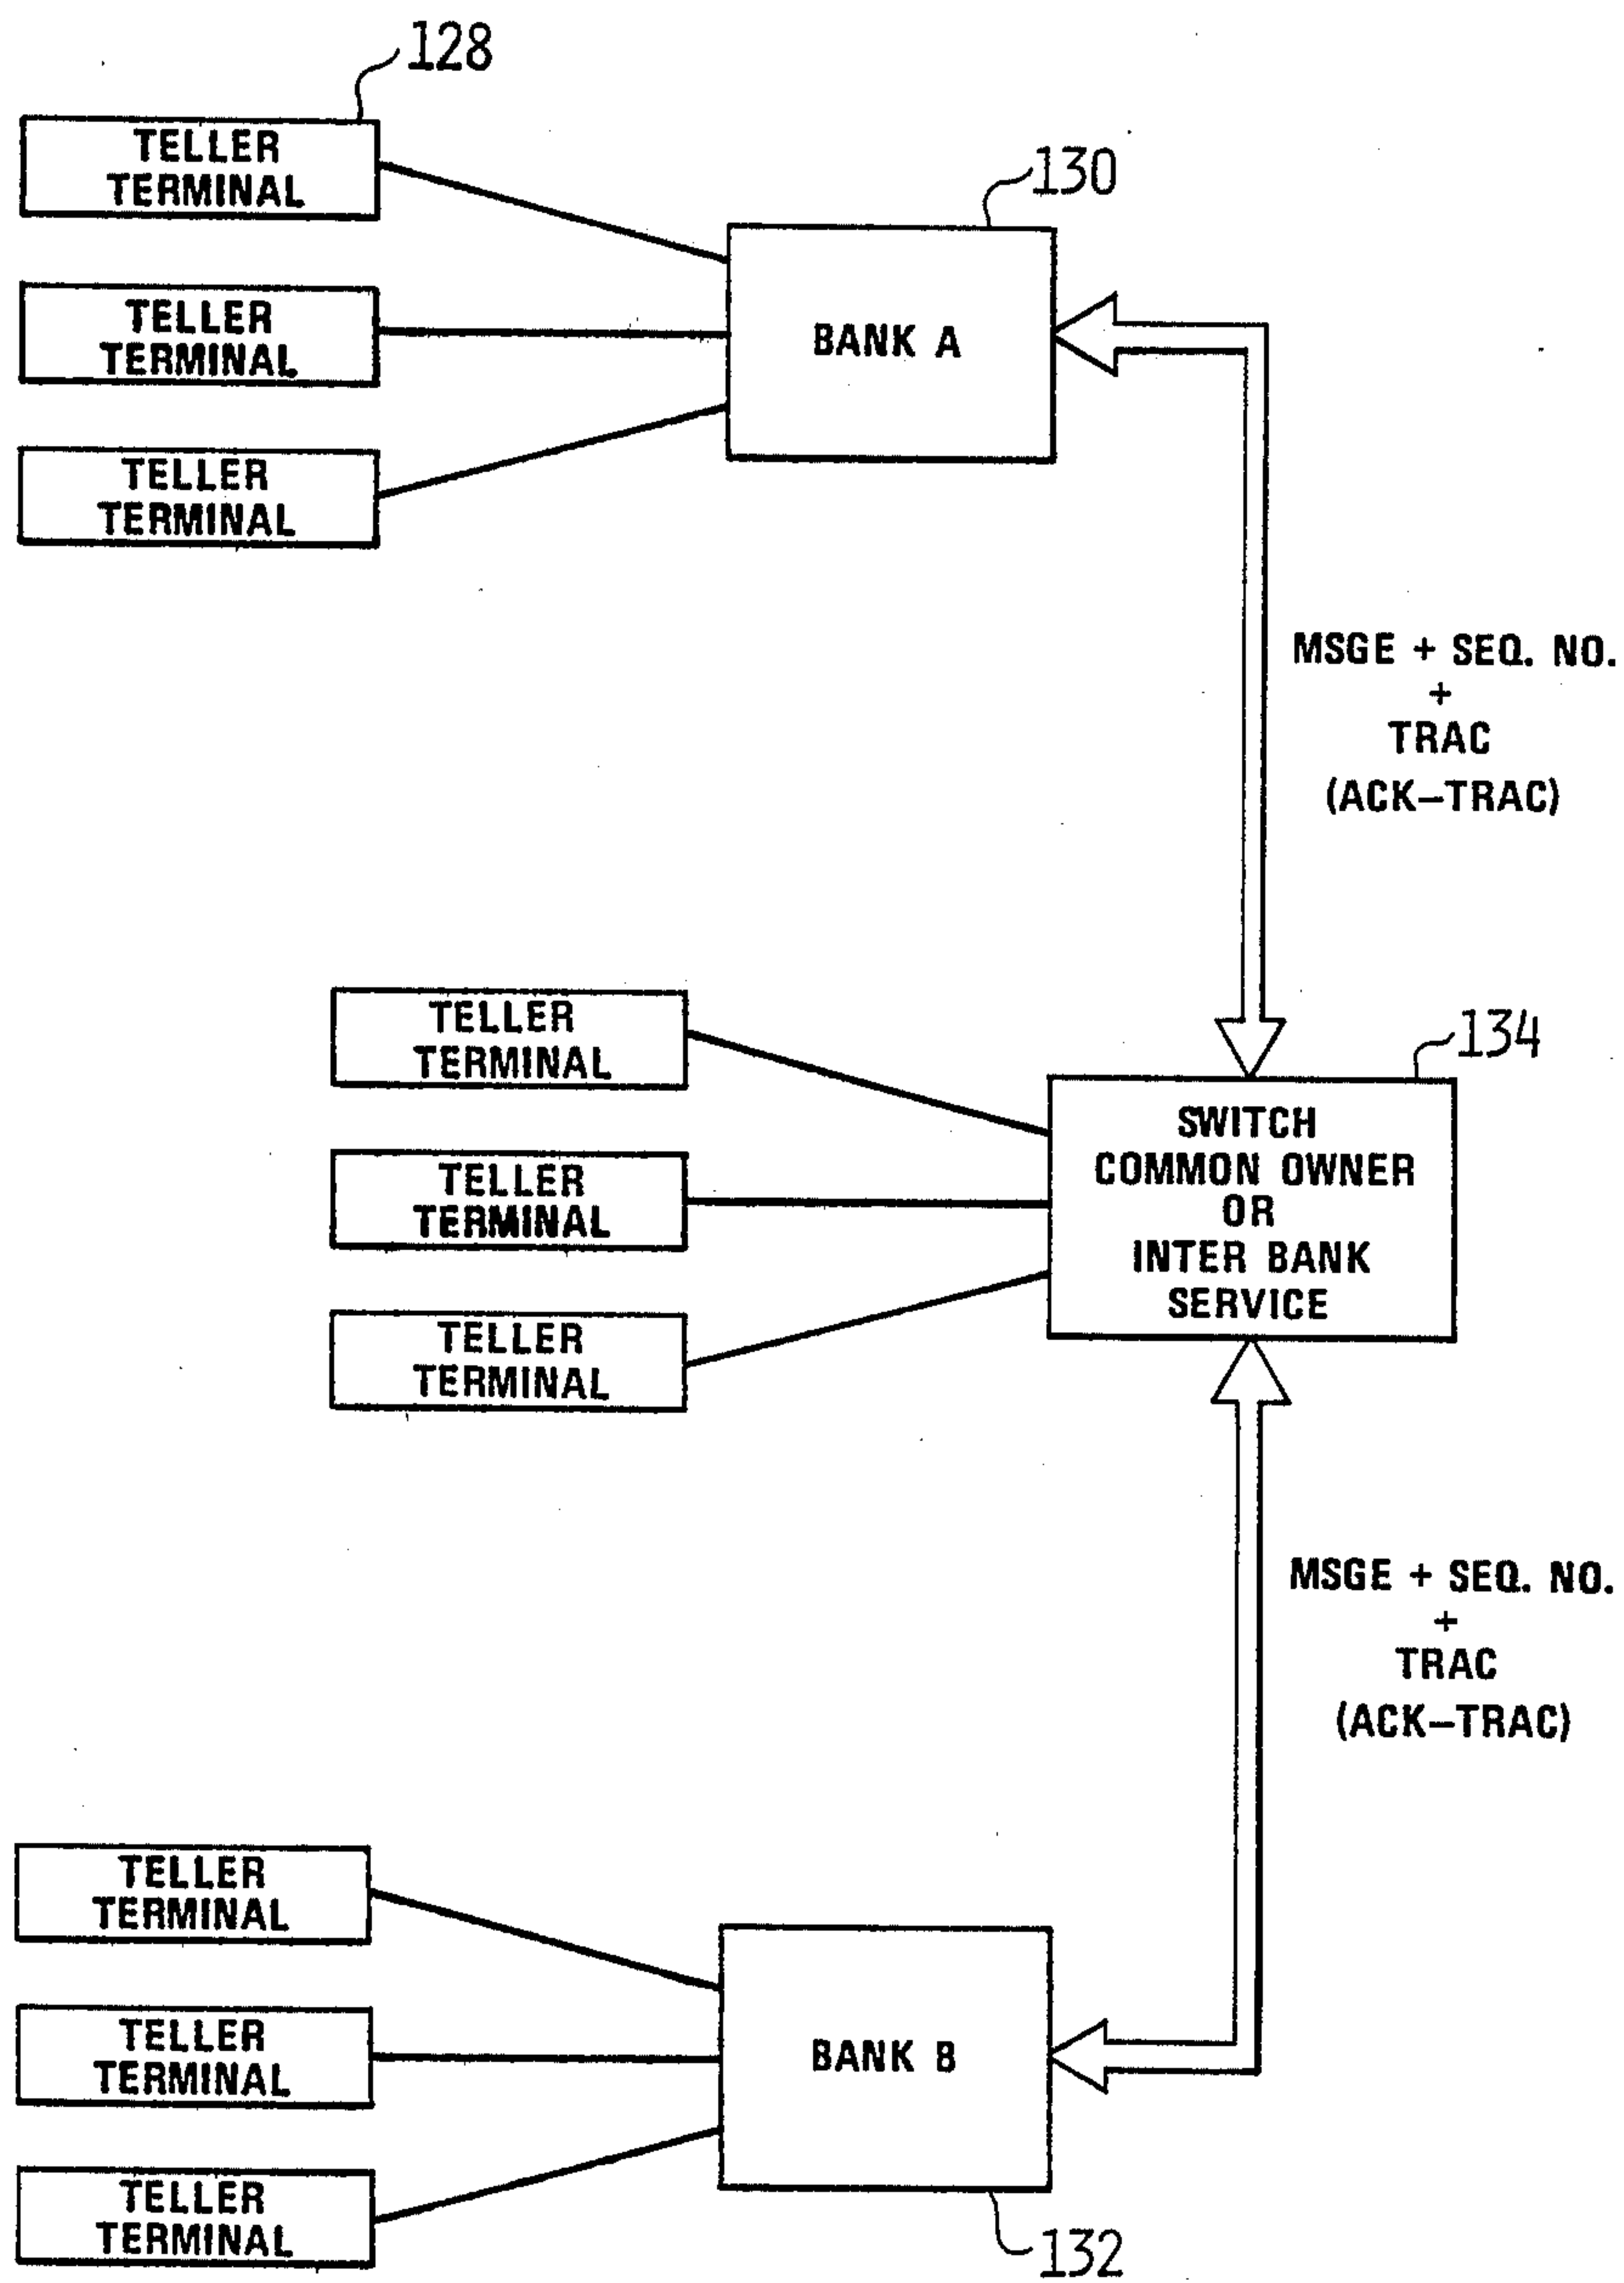 128
TELLER
TERMINAL
130
TELLER
TERMINAL
BANK A
TELLER
TERMINAL
MSGE + SEQ. NO.
+
TRAC
(ACK–TRAC)
TELLER
TERMINAL
134
SWITCH
COMMON OWNER
OR
INTER BANK
SERVICE
TELLER
TERMINAL
TELLER
TERMINAL
MSGE + SEQ. NO.
+
TRAC
(ACK–TRAC)
TELLER
TERMINAL
TELLER
TERMINAL
BANK B
TELLER
TERMINAL
132